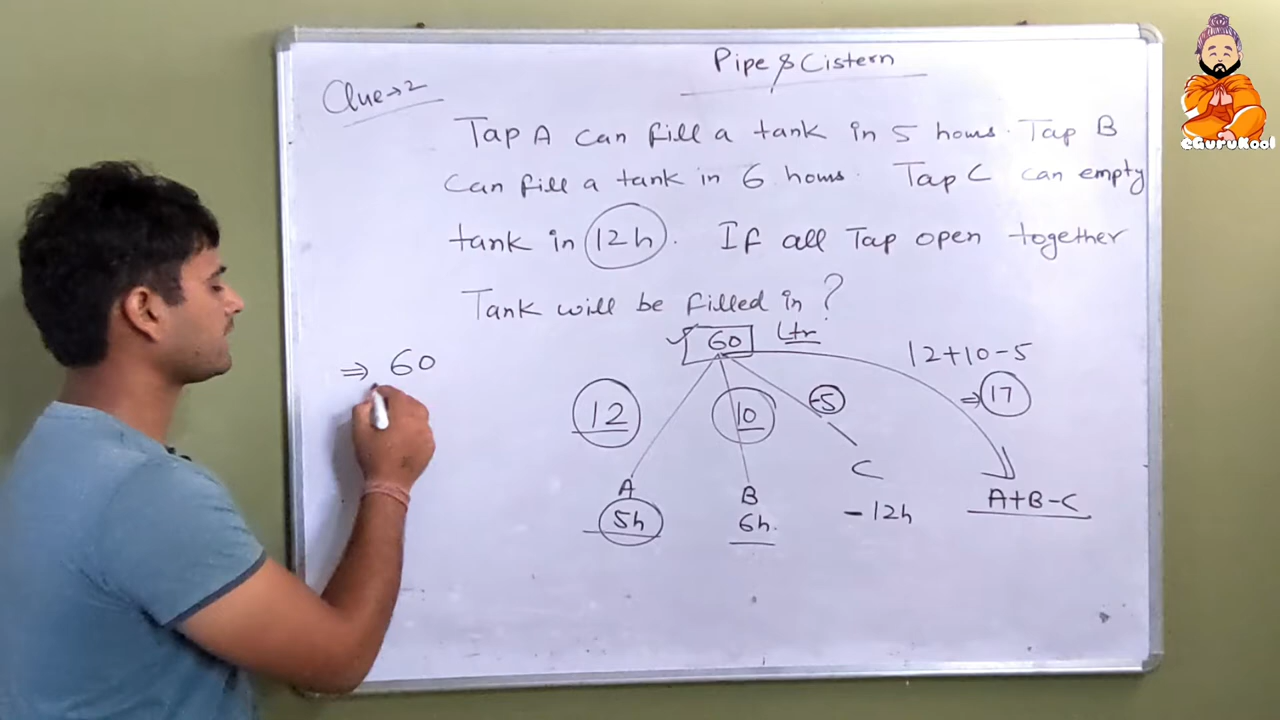 Pipe & Cistern
Clue→2
Tap A can fill a tank in 5 hours. Tap B
Can fill a tank in 6 hours. Tap C can empty
tank in 12h. If all Tap open together
Tank will be filled in?
60 Ltr
12+10-5
⇒ 60
12
10
-5
⇒ 17
A
B
C
A+B-C
5h
6h.
-12h
eGuruKool